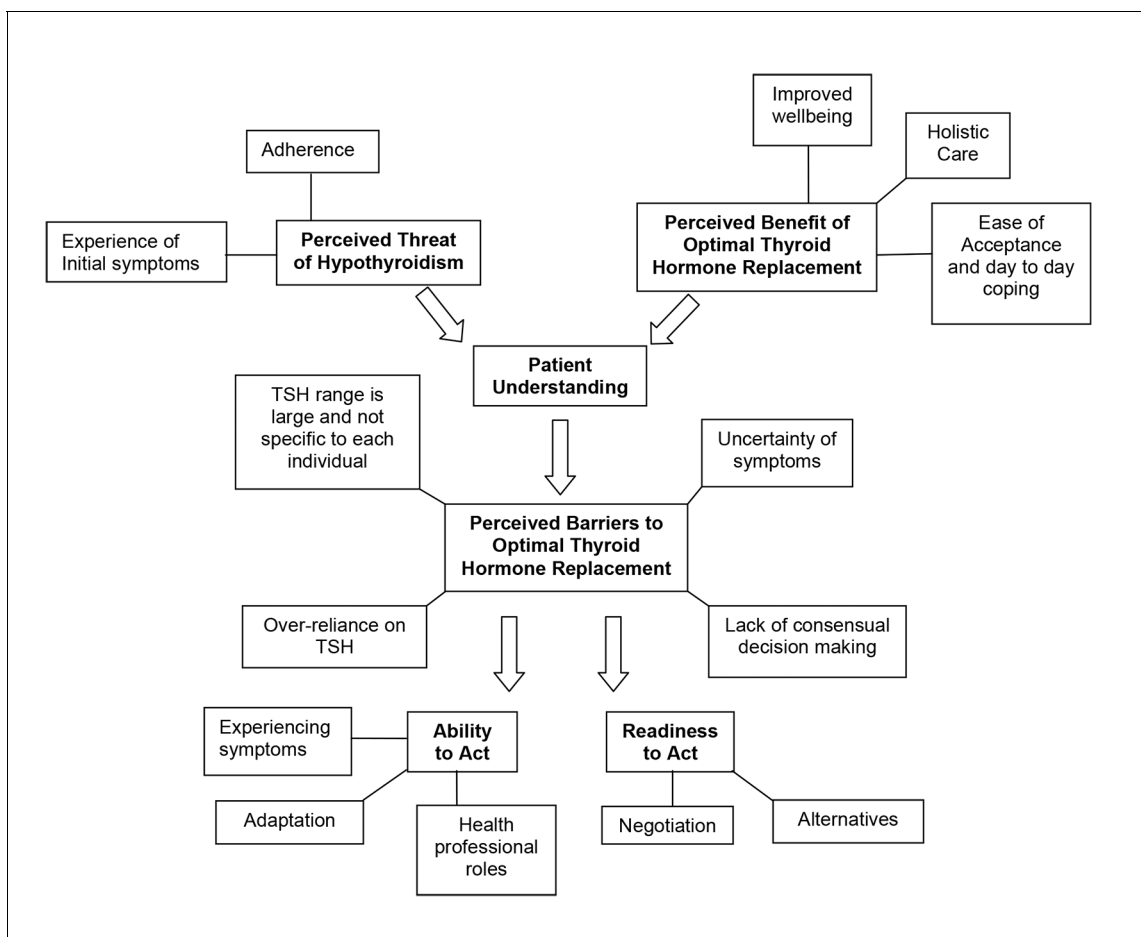 Improved
wellbeing
Holistic
Care
Adherence
Perceived Benefit of
Optimal Thyroid
Hormone Replacement
Ease of
Acceptance
and day to day
coping
Experience of
Initial symptoms
Perceived Threat
of Hypothyroidism
Patient
Understanding
TSH range is
large and not
specific to each
individual
Uncertainty of
symptoms
Perceived Barriers to
Optimal Thyroid
Hormone Replacement
Over-reliance on
TSH
Lack of consensual
decision making
Experiencing
symptoms
Ability
to Act
Readiness
to Act
Adaptation
Health
professional
roles
Negotiation
Alternatives